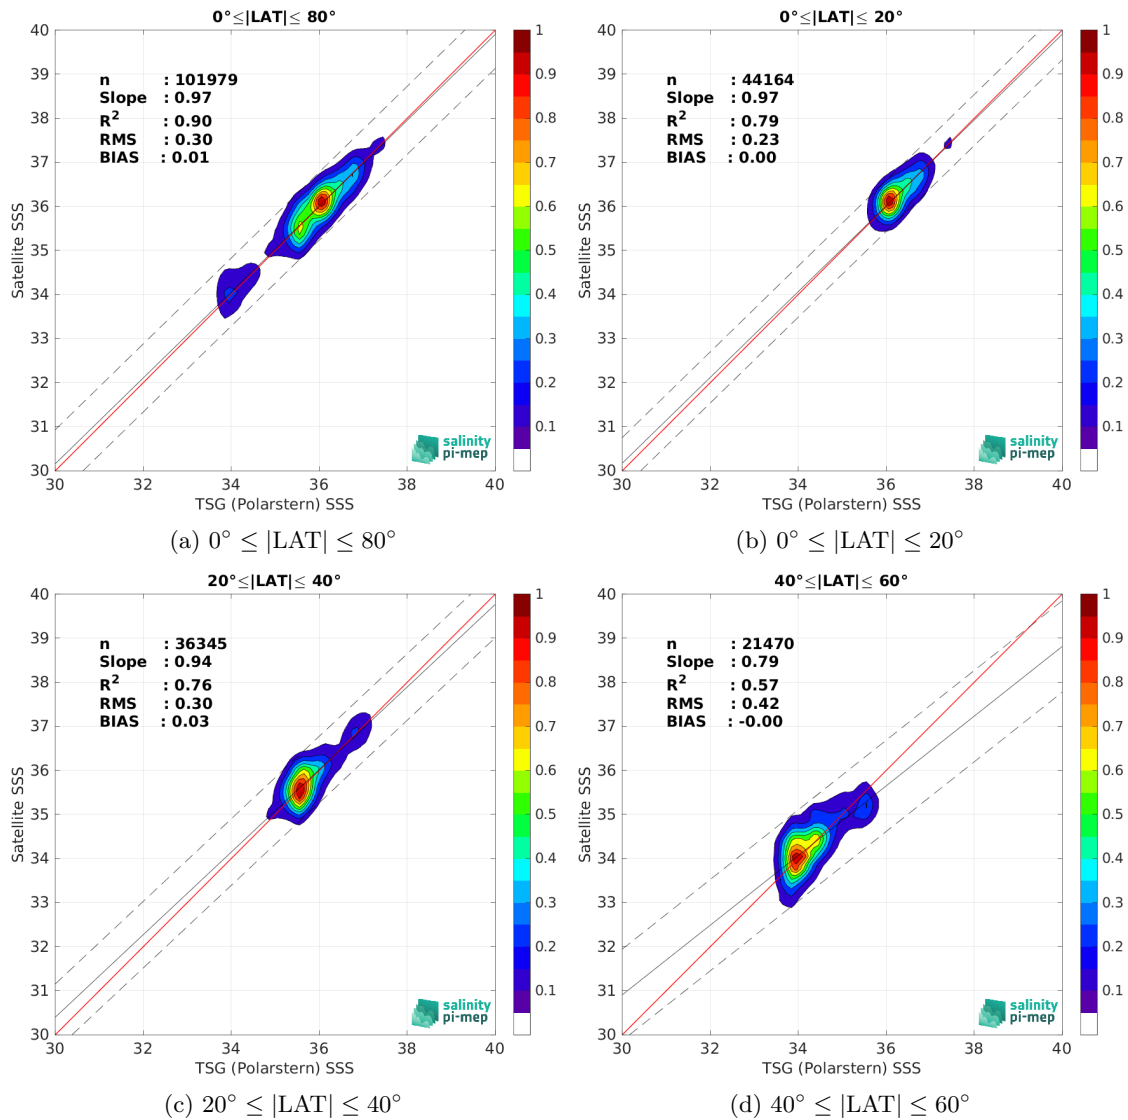 0°≤|LAT|≤ 80°
40
39
38
37
36
35
34
33
32
31
30
30 32 34 36 38 40
Satellite SSS
TSG (Polarstern) SSS
n : 101979
Slope : 0.97
R² : 0.90
RMS : 0.30
BIAS : 0.01
1
0.9
0.8
0.7
0.6
0.5
0.4
0.3
0.2
0.1
salinity
pi-mep
(a) 0° ≤ |LAT| ≤ 80°
0°≤|LAT|≤ 20°
40
39
38
37
36
35
34
33
32
31
30
30 32 34 36 38 40
Satellite SSS
TSG (Polarstern) SSS
n : 44164
Slope : 0.97
R² : 0.79
RMS : 0.23
BIAS : 0.00
1
0.9
0.8
0.7
0.6
0.5
0.4
0.3
0.2
0.1
salinity
pi-mep
(b) 0° ≤ |LAT| ≤ 20°
20°≤|LAT|≤ 40°
40
39
38
37
36
35
34
33
32
31
30
30 32 34 36 38 40
Satellite SSS
TSG (Polarstern) SSS
n : 36345
Slope : 0.94
R² : 0.76
RMS : 0.30
BIAS : 0.03
1
0.9
0.8
0.7
0.6
0.5
0.4
0.3
0.2
0.1
salinity
pi-mep
(c) 20° ≤ |LAT| ≤ 40°
40°≤|LAT|≤ 60°
40
39
38
37
36
35
34
33
32
31
30
30 32 34 36 38 40
Satellite SSS
TSG (Polarstern) SSS
n : 21470
Slope : 0.79
R² : 0.57
RMS : 0.42
BIAS : -0.00
1
0.9
0.8
0.7
0.6
0.5
0.4
0.3
0.2
0.1
salinity
pi-mep
(d) 40° ≤ |LAT| ≤ 60°